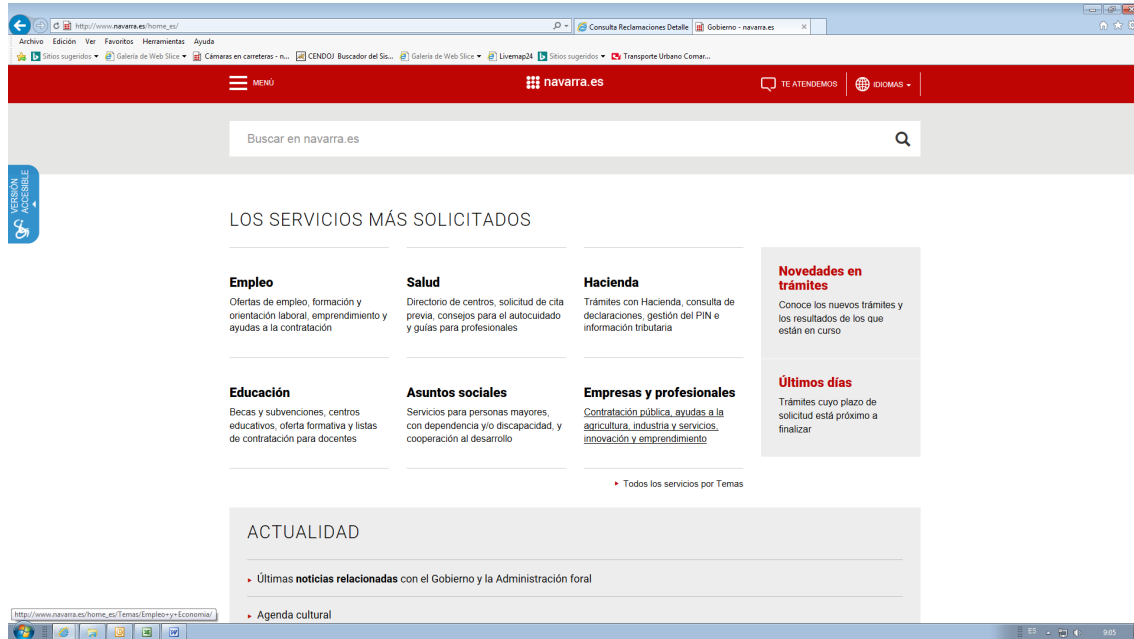 http://www.navarra.es/home_es/
Consulta Reclamaciones Detalle
Gobierno - navarra.es
Archivo Edición Ver Favoritos Herramientas Ayuda
Sitios sugeridos Galería de Web Slice Cámaras en carreteras - n... CENDOJ Buscador del Sis... Galería de Web Slice Livemap24 Sitios sugeridos Transporte Urbano Comar...
MENÚ
navarra.es
TE ATENDEMOS
IDIOMAS
Buscar en navarra.es
VERSIÓN
ACCESIBLE
LOS SERVICIOS MÁS SOLICITADOS
Empleo
Ofertas de empleo, formación y
orientación laboral, emprendimiento y
ayudas a la contratación
Salud
Directorio de centros, solicitud de cita
previa, consejos para el autocuidado
y guías para profesionales
Hacienda
Trámites con Hacienda, consulta de
declaraciones, gestión del PIN e
información tributaria
Novedades en
trámites
Conoce los nuevos trámites y
los resultados de los que
están en curso
Educación
Becas y subvenciones, centros
educativos, oferta formativa y listas
de contratación para docentes
Asuntos sociales
Servicios para personas mayores,
con dependencia y/o discapacidad, y
cooperación al desarrollo
Empresas y profesionales
Contratación pública, ayudas a la
agricultura, industria y servicios,
innovación y emprendimiento
Últimos días
Trámites cuyo plazo de
solicitud está próximo a
finalizar
Todos los servicios por Temas
ACTUALIDAD
Últimas noticias relacionadas con el Gobierno y la Administración foral
Agenda cultural
http://www.navarra.es/home_es/Temas/Empleo+y+Economia/
ES
9:05